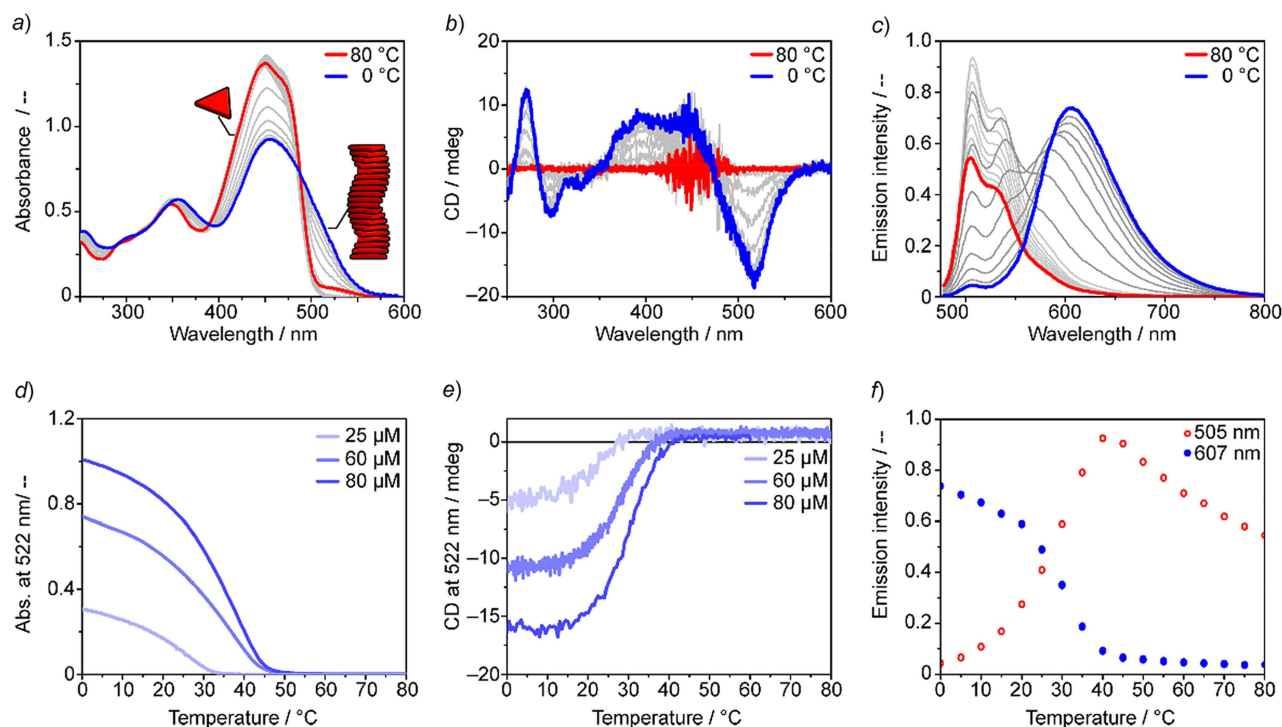 a)
Absorbance / --
1.5
1.0
0.5
0
300
400
500
600
Wavelength / nm
80 °C
0 °C
b)
CD / mdeg
20
10
0
–10
–20
300
400
500
600
Wavelength / nm
80 °C
0 °C
c)
Emission intensity / --
1
0.8
0.6
0.4
0.2
0
500
600
700
800
Wavelength / nm
80 °C
0 °C
d)
Abs. at 522 nm/ --
1.2
0.8
0.4
0
0 10 20 30 40 50 60 70 80
Temperature / °C
25 µM
60 µM
80 µM
e)
CD at 522 nm / mdeg
0
–5
–10
–15
–20
0 10 20 30 40 50 60 70 80
Temperature / °C
25 µM
60 µM
80 µM
f)
Emission intensity / --
1
0.8
0.6
0.4
0.2
0
0 10 20 30 40 50 60 70 80
Temperature / °C
505 nm
607 nm